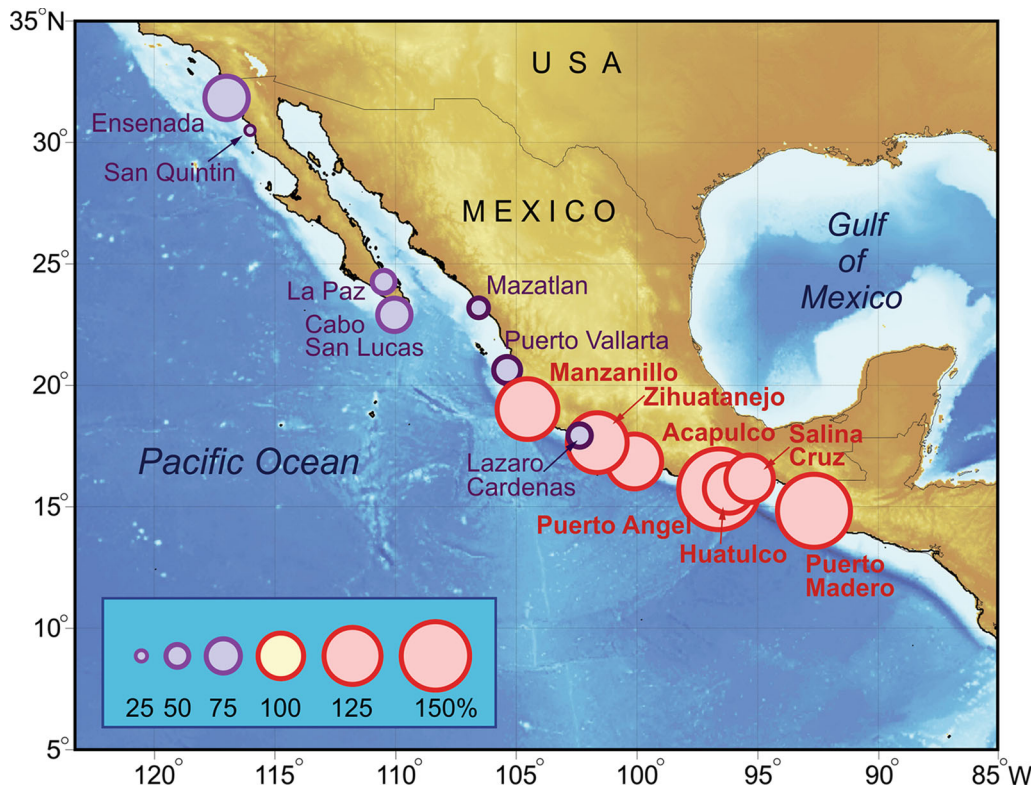 35°N
30°
25°
20°
15°
10°
5°
USA
MEXICO
Gulf
of
Mexico
Pacific Ocean
Ensenada
San Quintin
La Paz
Cabo
San Lucas
Mazatlan
Puerto Vallarta
Manzanillo
Zihuatanejo
Lazaro
Cardenas
Acapulco
Salina
Cruz
Puerto Angel
Huatulco
Puerto
Madero
25 50 75 100 125 150%
120° 115° 110° 105° 100° 95° 90° 85°W